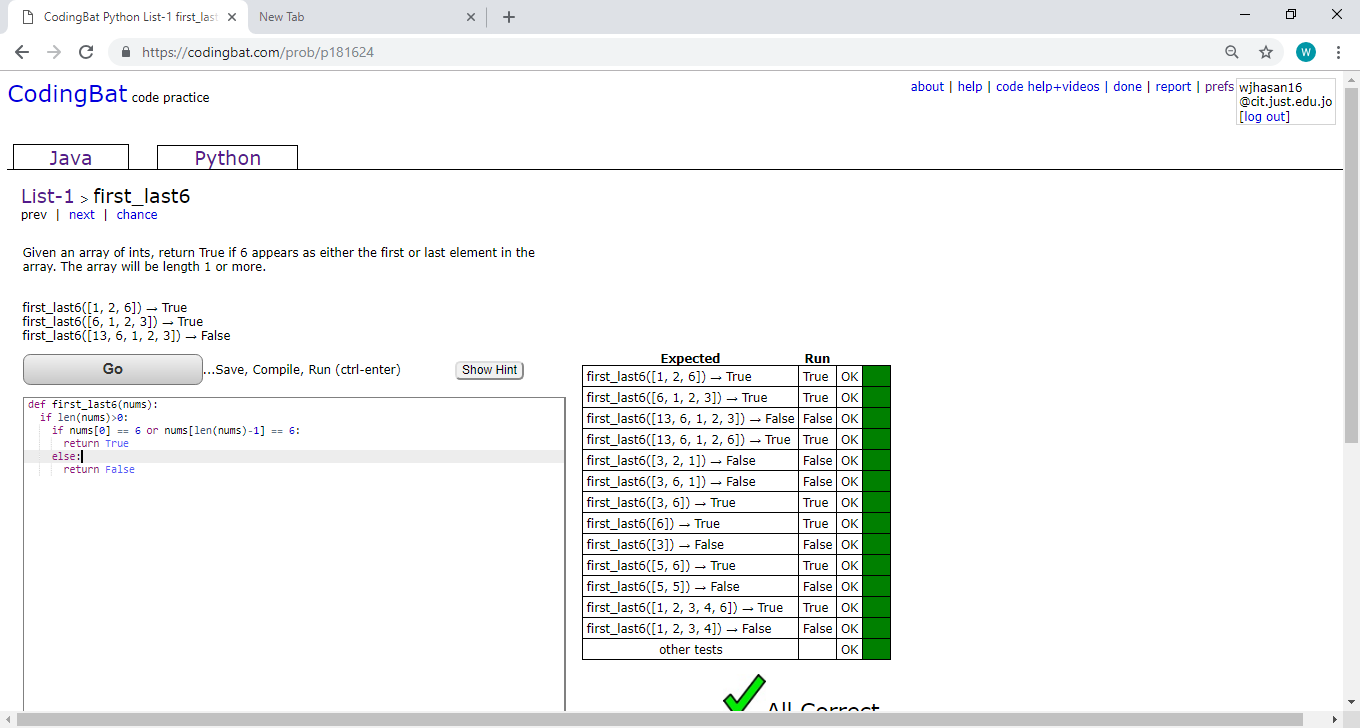 CodingBat Python List-1 first_last
New Tab
https://codingbat.com/prob/p181624
W
CodingBat code practice
about | help | code help+videos | done | report | prefs
wjhasan16
@cit.just.edu.jo
[log out]
Java
Python
List-1 > first_last6
prev | next | chance
Given an array of ints, return True if 6 appears as either the first or last element in the
array. The array will be length 1 or more.
first_last6([1, 2, 6]) → True
first_last6([6, 1, 2, 3]) → True
first_last6([13, 6, 1, 2, 3]) → False
Go
...Save, Compile, Run (ctrl-enter)
Show Hint
def first_last6(nums):
if len(nums)>0:
if nums[0] == 6 or nums[len(nums)-1] == 6:
return True
else:
return False
Expected Run
first_last6([1, 2, 6]) → True True OK
first_last6([6, 1, 2, 3]) → True True OK
first_last6([13, 6, 1, 2, 3]) → False False OK
first_last6([13, 6, 1, 2, 6]) → True True OK
first_last6([3, 2, 1]) → False False OK
first_last6([3, 6, 1]) → False False OK
first_last6([3, 6]) → True True OK
first_last6([6]) → True True OK
first_last6([3]) → False False OK
first_last6([5, 6]) → True True OK
first_last6([5, 5]) → False False OK
first_last6([1, 2, 3, 4, 6]) → True True OK
first_last6([1, 2, 3, 4]) → False False OK
other tests OK
All Correct